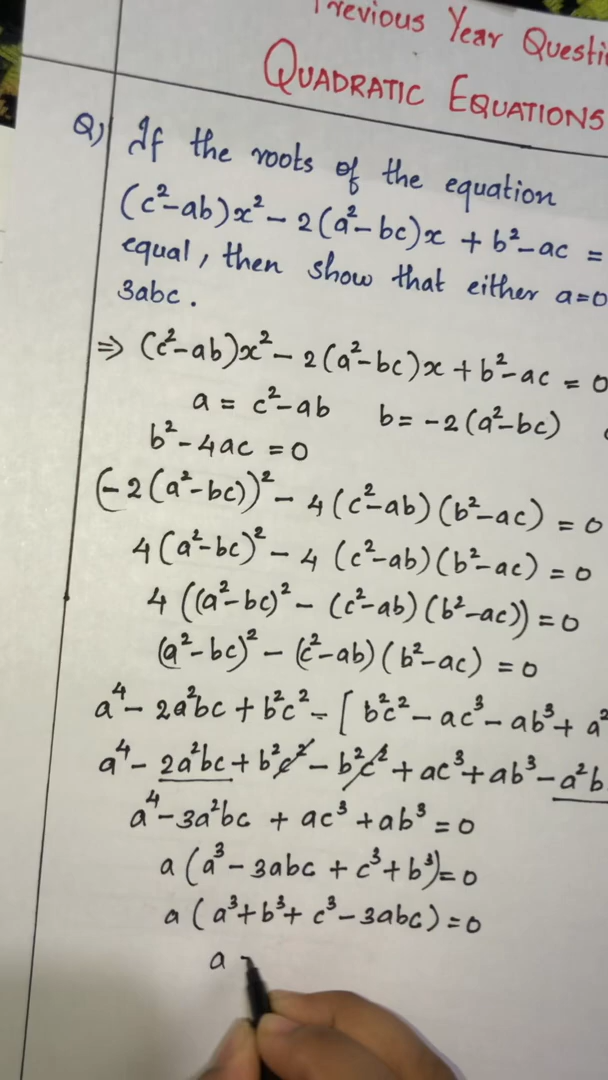 Previous Year Questi
QUADRATIC EQUATIONS
Q) If the roots of the equation
(c²-ab)x² - 2(a²-bc)x + b²-ac =
equal, then show that either a=0
3abc.
⇒ (c²-ab)x² - 2(a²-bc)x + b²-ac = 0
a = c²-ab b = -2(a²-bc)
b²-4ac = 0
(-2(a²-bc))² - 4(c²-ab)(b²-ac) = 0
4(a²-bc)² - 4(c²-ab)(b²-ac) = 0
4((a²-bc)² - (c²-ab)(b²-ac)) = 0
(a²-bc)² - (c²-ab)(b²-ac) = 0
a⁴ - 2a²bc + b²c² - [b²c² - ac³ - ab³ + a²
a⁴ - 2a²bc + b²c² - b²c² + ac³ + ab³ - a²b
a⁴ - 3a²bc + ac³ + ab³ = 0
a(a³ - 3abc + c³ + b³) = 0
a(a³ + b³ + c³ - 3abc) = 0
a -